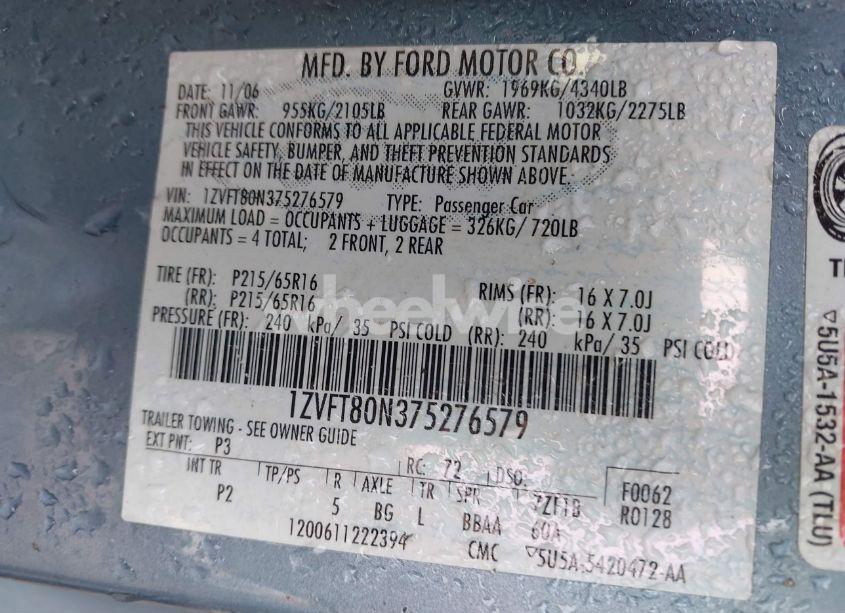 MFD. BY FORD MOTOR CO.
DATE: 11/06 GVWR: 1969KG/4340LB
FRONT GAWR: 955KG/2105LB REAR GAWR: 1032KG/2275LB
THIS VEHICLE CONFORMS TO ALL APPLICABLE FEDERAL MOTOR
VEHICLE SAFETY, BUMPER, AND THEFT PREVENTION STANDARDS
IN EFFECT ON THE DATE OF MANUFACTURE SHOWN ABOVE.
VIN: 1ZVFT80N375276579 TYPE: Passenger Car
MAXIMUM LOAD = OCCUPANTS + LUGGAGE = 326KG/ 720LB
OCCUPANTS = 4 TOTAL; 2 FRONT, 2 REAR
TIRE (FR): P215/65R16 RIMS (FR): 16 X 7.0J
(RR): P215/65R16 (RR): 16 X 7.0J
PRESSURE (FR): 240 kPa/ 35 PSI COLD (RR): 240 kPa/ 35 PSI COLD
wheelwire
1ZVFT80N375276579
TRAILER TOWING - SEE OWNER GUIDE
EXT PNT: P3 RC: 72 DSO:
INT TR TP/PS R AXLE TR SPR 7ZFTB F0062
P2 5 BG L BBAA 60A R0128
1200611222394 CMC ▽5U5A-5420472-AA
▽5U5A-1532-AA (TLU)